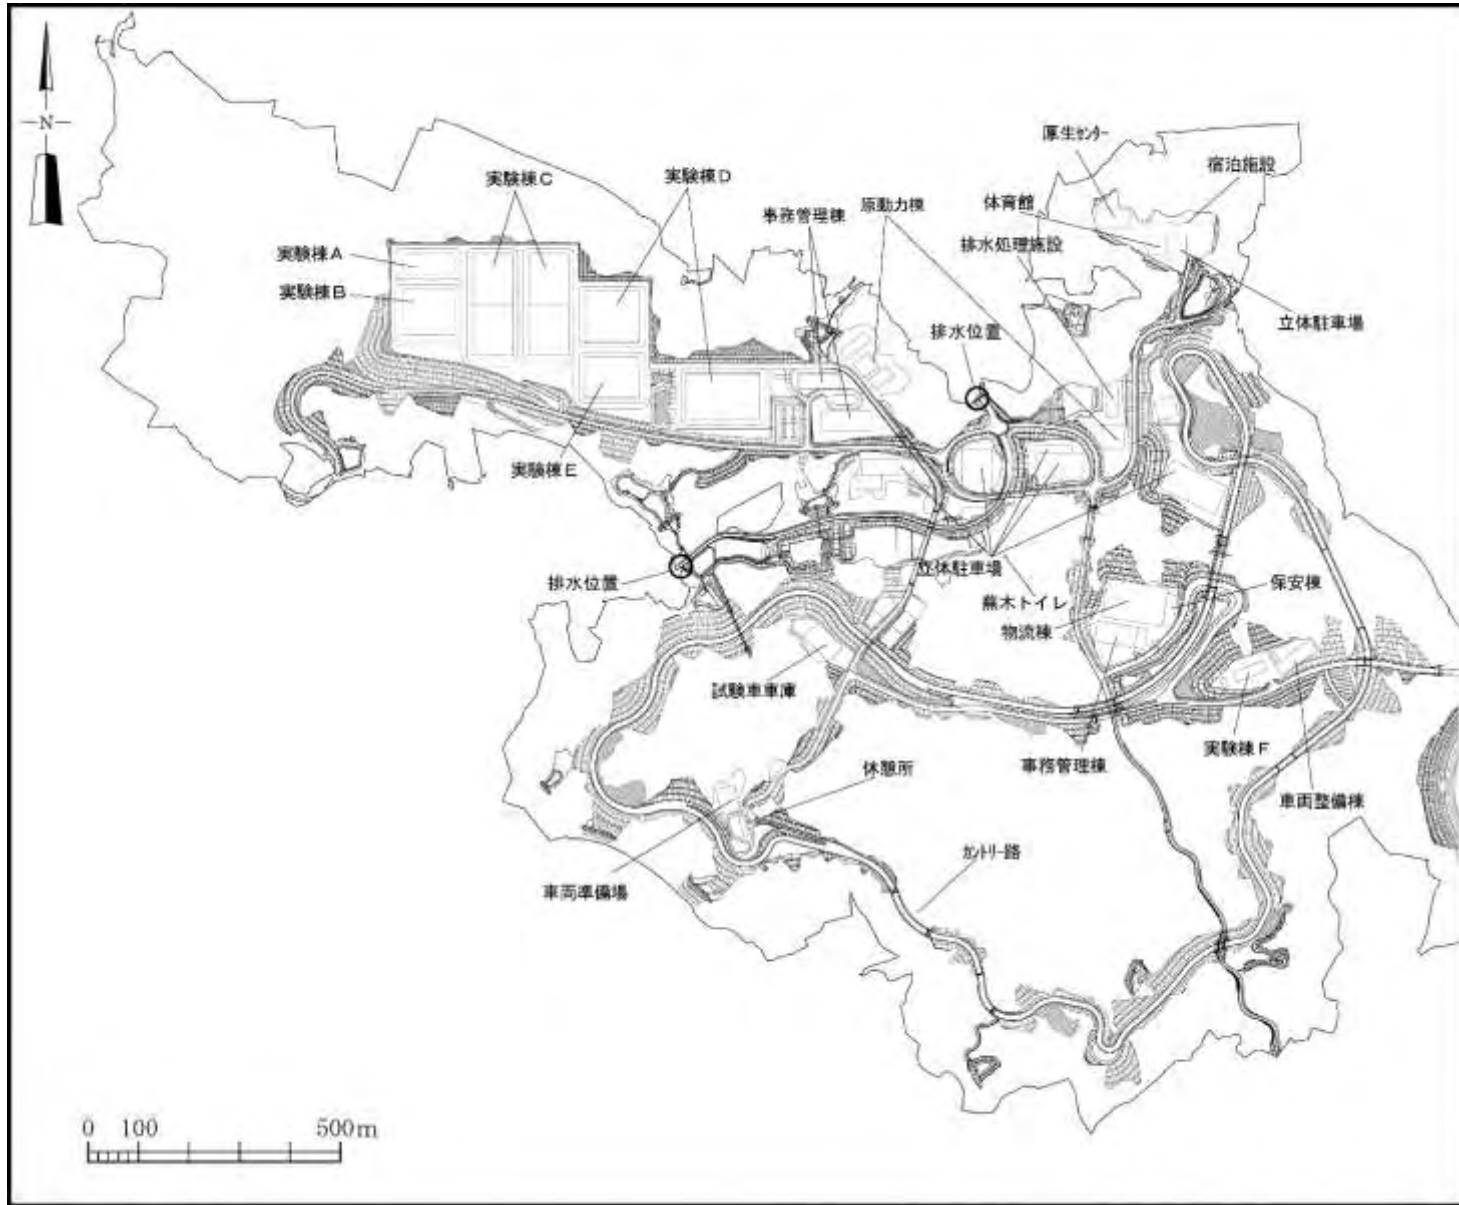 N
厚生センター
宿泊施設
実験棟C
実験棟D
事務管理棟
原動力棟
体育館
排水処理施設
実験棟A
実験棟B
排水位置
立体駐車場
実験棟E
排水位置
立体駐車場
蕪木トイレ
物流棟
保安棟
試験車車庫
実験棟F
事務管理棟
休憩所
車両整備棟
カントリー路
車両準備場
0 100 500m